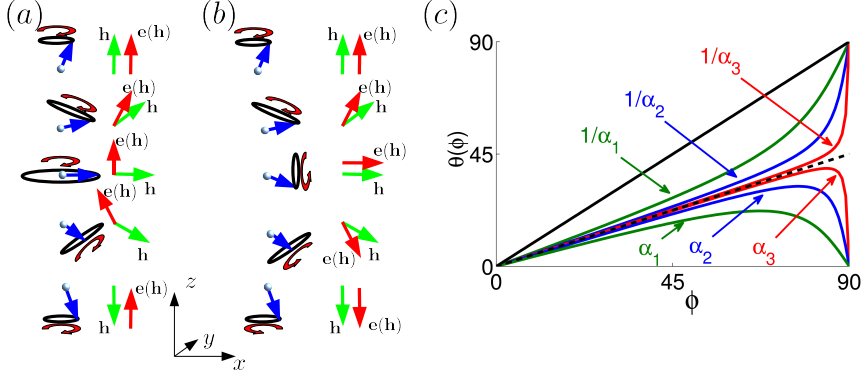 (a)
h e(h)
e(h)
h
e(h)
h
e(h)
h
h e(h)
z
y
x
(b)
h e(h)
e(h)
h
e(h)
h
e(h)
h
h
e(h)
(c)
90
45
0
θ(ϕ)
1/α₃
1/α₂
1/α₁
α₁ α₂ α₃
0 45 90
ϕ